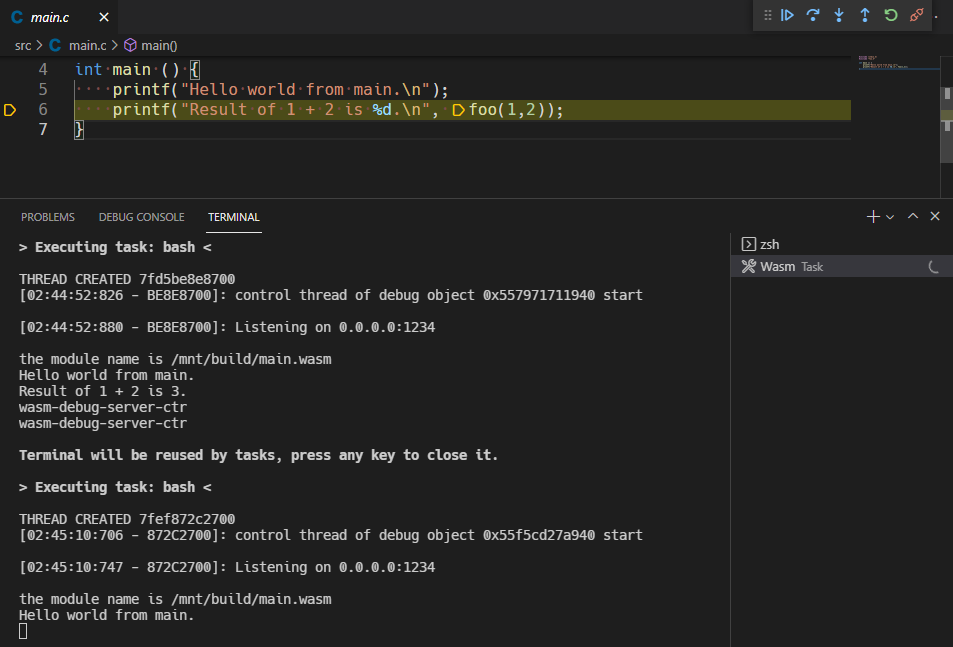 main.c
src > main.c > main()
4 int main () {
5 printf("Hello world from main.\n");
6 printf("Result of 1 + 2 is %d.\n", foo(1,2));
7 }
PROBLEMS DEBUG CONSOLE TERMINAL
> Executing task: bash <
THREAD CREATED 7fd5be8e8700
[02:44:52:826 - BE8E8700]: control thread of debug object 0x557971711940 start
[02:44:52:880 - BE8E8700]: Listening on 0.0.0.0:1234
the module name is /mnt/build/main.wasm
Hello world from main.
Result of 1 + 2 is 3.
wasm-debug-server-ctr
wasm-debug-server-ctr
Terminal will be reused by tasks, press any key to close it.
> Executing task: bash <
THREAD CREATED 7fef872c2700
[02:45:10:706 - 872C2700]: control thread of debug object 0x55f5cd27a940 start
[02:45:10:747 - 872C2700]: Listening on 0.0.0.0:1234
the module name is /mnt/build/main.wasm
Hello world from main.
zsh
Wasm Task